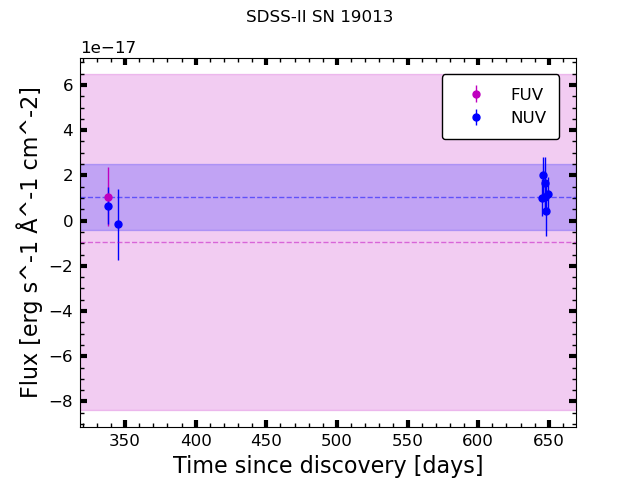 SDSS-II SN 19013
1e−17
FUV
NUV
6
4
2
0
−2
−4
−6
−8
Flux [erg s^-1 Å^-1 cm^-2]
350 400 450 500 550 600 650
Time since discovery [days]